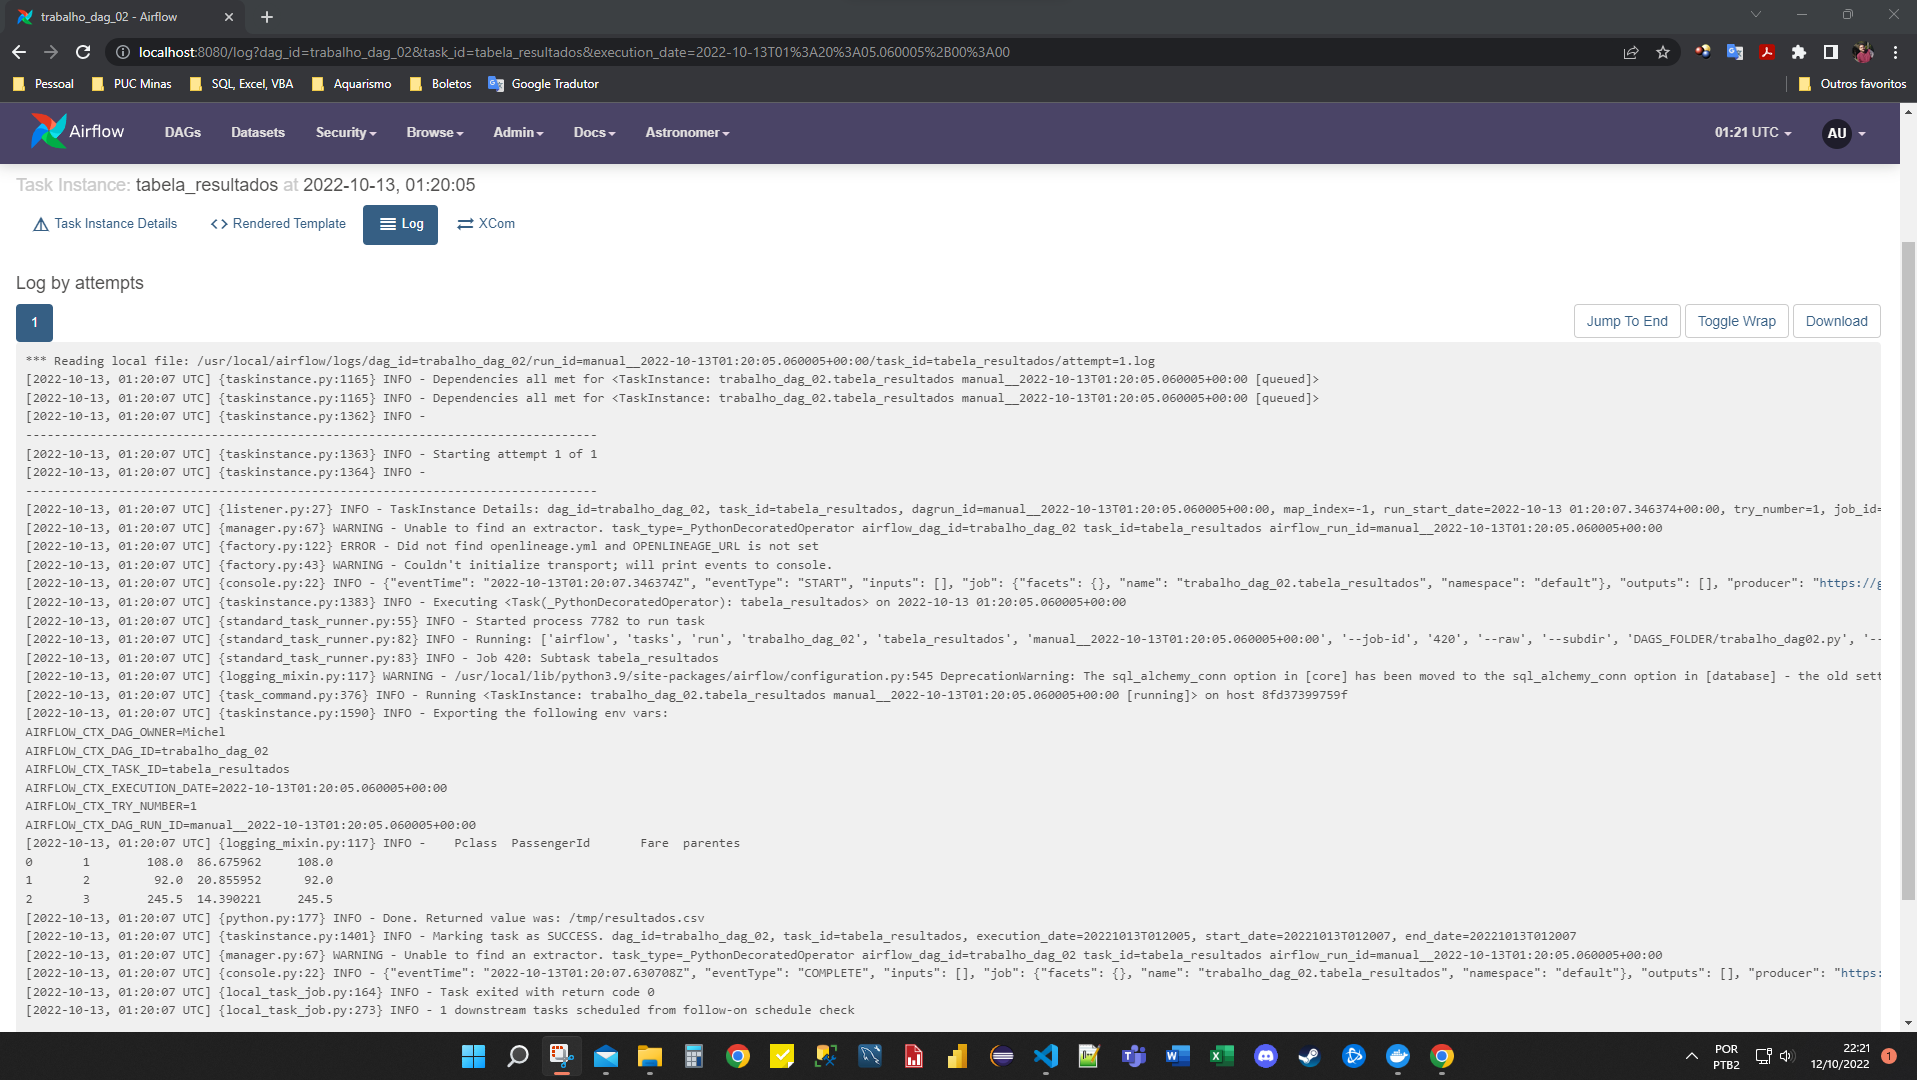 trabalho_dag_02 - Airflow
localhost:8080/log?dag_id=trabalho_dag_02&task_id=tabela_resultados&execution_date=2022-10-13T01%3A20%3A05.060005%2B00%3A00
Pessoal PUC Minas SQL, Excel, VBA Aquarismo Boletos Google Tradutor Outros favoritos
Airflow DAGs Datasets Security Browse Admin Docs Astronomer 01:21 UTC AU
Task Instance: tabela_resultados at 2022-10-13, 01:20:05
Task Instance Details Rendered Template Log XCom
Log by attempts
1 Jump To End Toggle Wrap Download
*** Reading local file: /usr/local/airflow/logs/dag_id=trabalho_dag_02/run_id=manual__2022-10-13T01:20:05.060005+00:00/task_id=tabela_resultados/attempt=1.log
[2022-10-13, 01:20:07 UTC] {taskinstance.py:1165} INFO - Dependencies all met for <TaskInstance: trabalho_dag_02.tabela_resultados manual__2022-10-13T01:20:05.060005+00:00 [queued]>
[2022-10-13, 01:20:07 UTC] {taskinstance.py:1165} INFO - Dependencies all met for <TaskInstance: trabalho_dag_02.tabela_resultados manual__2022-10-13T01:20:05.060005+00:00 [queued]>
[2022-10-13, 01:20:07 UTC] {taskinstance.py:1362} INFO -
--------------------------------------------------------------------------------
[2022-10-13, 01:20:07 UTC] {taskinstance.py:1363} INFO - Starting attempt 1 of 1
[2022-10-13, 01:20:07 UTC] {taskinstance.py:1364} INFO -
--------------------------------------------------------------------------------
[2022-10-13, 01:20:07 UTC] {listener.py:27} INFO - TaskInstance Details: dag_id=trabalho_dag_02, task_id=tabela_resultados, dagrun_id=manual__2022-10-13T01:20:05.060005+00:00, map_index=-1, run_start_date=2022-10-13 01:20:07.346374+00:00, try_number=1, job_id=
[2022-10-13, 01:20:07 UTC] {manager.py:67} WARNING - Unable to find an extractor. task_type=_PythonDecoratedOperator airflow_dag_id=trabalho_dag_02 task_id=tabela_resultados airflow_run_id=manual__2022-10-13T01:20:05.060005+00:00
[2022-10-13, 01:20:07 UTC] {factory.py:122} ERROR - Did not find openlineage.yml and OPENLINEAGE_URL is not set
[2022-10-13, 01:20:07 UTC] {factory.py:43} WARNING - Couldn't initialize transport; will print events to console.
[2022-10-13, 01:20:07 UTC] {console.py:22} INFO - {"eventTime": "2022-10-13T01:20:07.346374Z", "eventType": "START", "inputs": [], "job": {"facets": {}, "name": "trabalho_dag_02.tabela_resultados", "namespace": "default"}, "outputs": [], "producer": "https://g
[2022-10-13, 01:20:07 UTC] {taskinstance.py:1383} INFO - Executing <Task(_PythonDecoratedOperator): tabela_resultados> on 2022-10-13 01:20:05.060005+00:00
[2022-10-13, 01:20:07 UTC] {standard_task_runner.py:55} INFO - Started process 7782 to run task
[2022-10-13, 01:20:07 UTC] {standard_task_runner.py:82} INFO - Running: ['airflow', 'tasks', 'run', 'trabalho_dag_02', 'tabela_resultados', 'manual__2022-10-13T01:20:05.060005+00:00', '--job-id', '420', '--raw', '--subdir', 'DAGS_FOLDER/trabalho_dag02.py', '--
[2022-10-13, 01:20:07 UTC] {standard_task_runner.py:83} INFO - Job 420: Subtask tabela_resultados
[2022-10-13, 01:20:07 UTC] {logging_mixin.py:117} WARNING - /usr/local/lib/python3.9/site-packages/airflow/configuration.py:545 DeprecationWarning: The sql_alchemy_conn option in [core] has been moved to the sql_alchemy_conn option in [database] - the old sett
[2022-10-13, 01:20:07 UTC] {task_command.py:376} INFO - Running <TaskInstance: trabalho_dag_02.tabela_resultados manual__2022-10-13T01:20:05.060005+00:00 [running]> on host 8fd37399759f
[2022-10-13, 01:20:07 UTC] {taskinstance.py:1590} INFO - Exporting the following env vars:
AIRFLOW_CTX_DAG_OWNER=Michel
AIRFLOW_CTX_DAG_ID=trabalho_dag_02
AIRFLOW_CTX_TASK_ID=tabela_resultados
AIRFLOW_CTX_EXECUTION_DATE=2022-10-13T01:20:05.060005+00:00
AIRFLOW_CTX_TRY_NUMBER=1
AIRFLOW_CTX_DAG_RUN_ID=manual__2022-10-13T01:20:05.060005+00:00
[2022-10-13, 01:20:07 UTC] {logging_mixin.py:117} INFO -    Pclass  PassengerId       Fare  parentes
0       1        108.0  86.675962     108.0
1       2         92.0  20.855952      92.0
2       3        245.5  14.390221     245.5
[2022-10-13, 01:20:07 UTC] {python.py:177} INFO - Done. Returned value was: /tmp/resultados.csv
[2022-10-13, 01:20:07 UTC] {taskinstance.py:1401} INFO - Marking task as SUCCESS. dag_id=trabalho_dag_02, task_id=tabela_resultados, execution_date=20221013T012005, start_date=20221013T012007, end_date=20221013T012007
[2022-10-13, 01:20:07 UTC] {manager.py:67} WARNING - Unable to find an extractor. task_type=_PythonDecoratedOperator airflow_dag_id=trabalho_dag_02 task_id=tabela_resultados airflow_run_id=manual__2022-10-13T01:20:05.060005+00:00
[2022-10-13, 01:20:07 UTC] {console.py:22} INFO - {"eventTime": "2022-10-13T01:20:07.630708Z", "eventType": "COMPLETE", "inputs": [], "job": {"facets": {}, "name": "trabalho_dag_02.tabela_resultados", "namespace": "default"}, "outputs": [], "producer": "https:
[2022-10-13, 01:20:07 UTC] {local_task_job.py:164} INFO - Task exited with return code 0
[2022-10-13, 01:20:07 UTC] {local_task_job.py:273} INFO - 1 downstream tasks scheduled from follow-on schedule check
POR 22:21
PTB2 12/10/2022 1